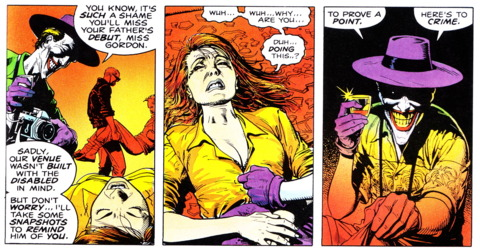 YOU KNOW, IT'S
SUCH A SHAME
YOU'LL MISS
YOUR FATHER'S
DEBUT, MISS
GORDON.
SADLY,
OUR VENUE
WASN'T BUILT
WITH THE
DISABLED
IN MIND.
BUT DON'T
WORRY... I'LL
TAKE SOME
SNAPSHOTS
TO REMIND
HIM OF YOU.
WUH...
WUH...WHY...
ARE YOU...
DUH...
DOING
THIS..?
TO PROVE A
POINT.
HERE'S TO
CRIME.